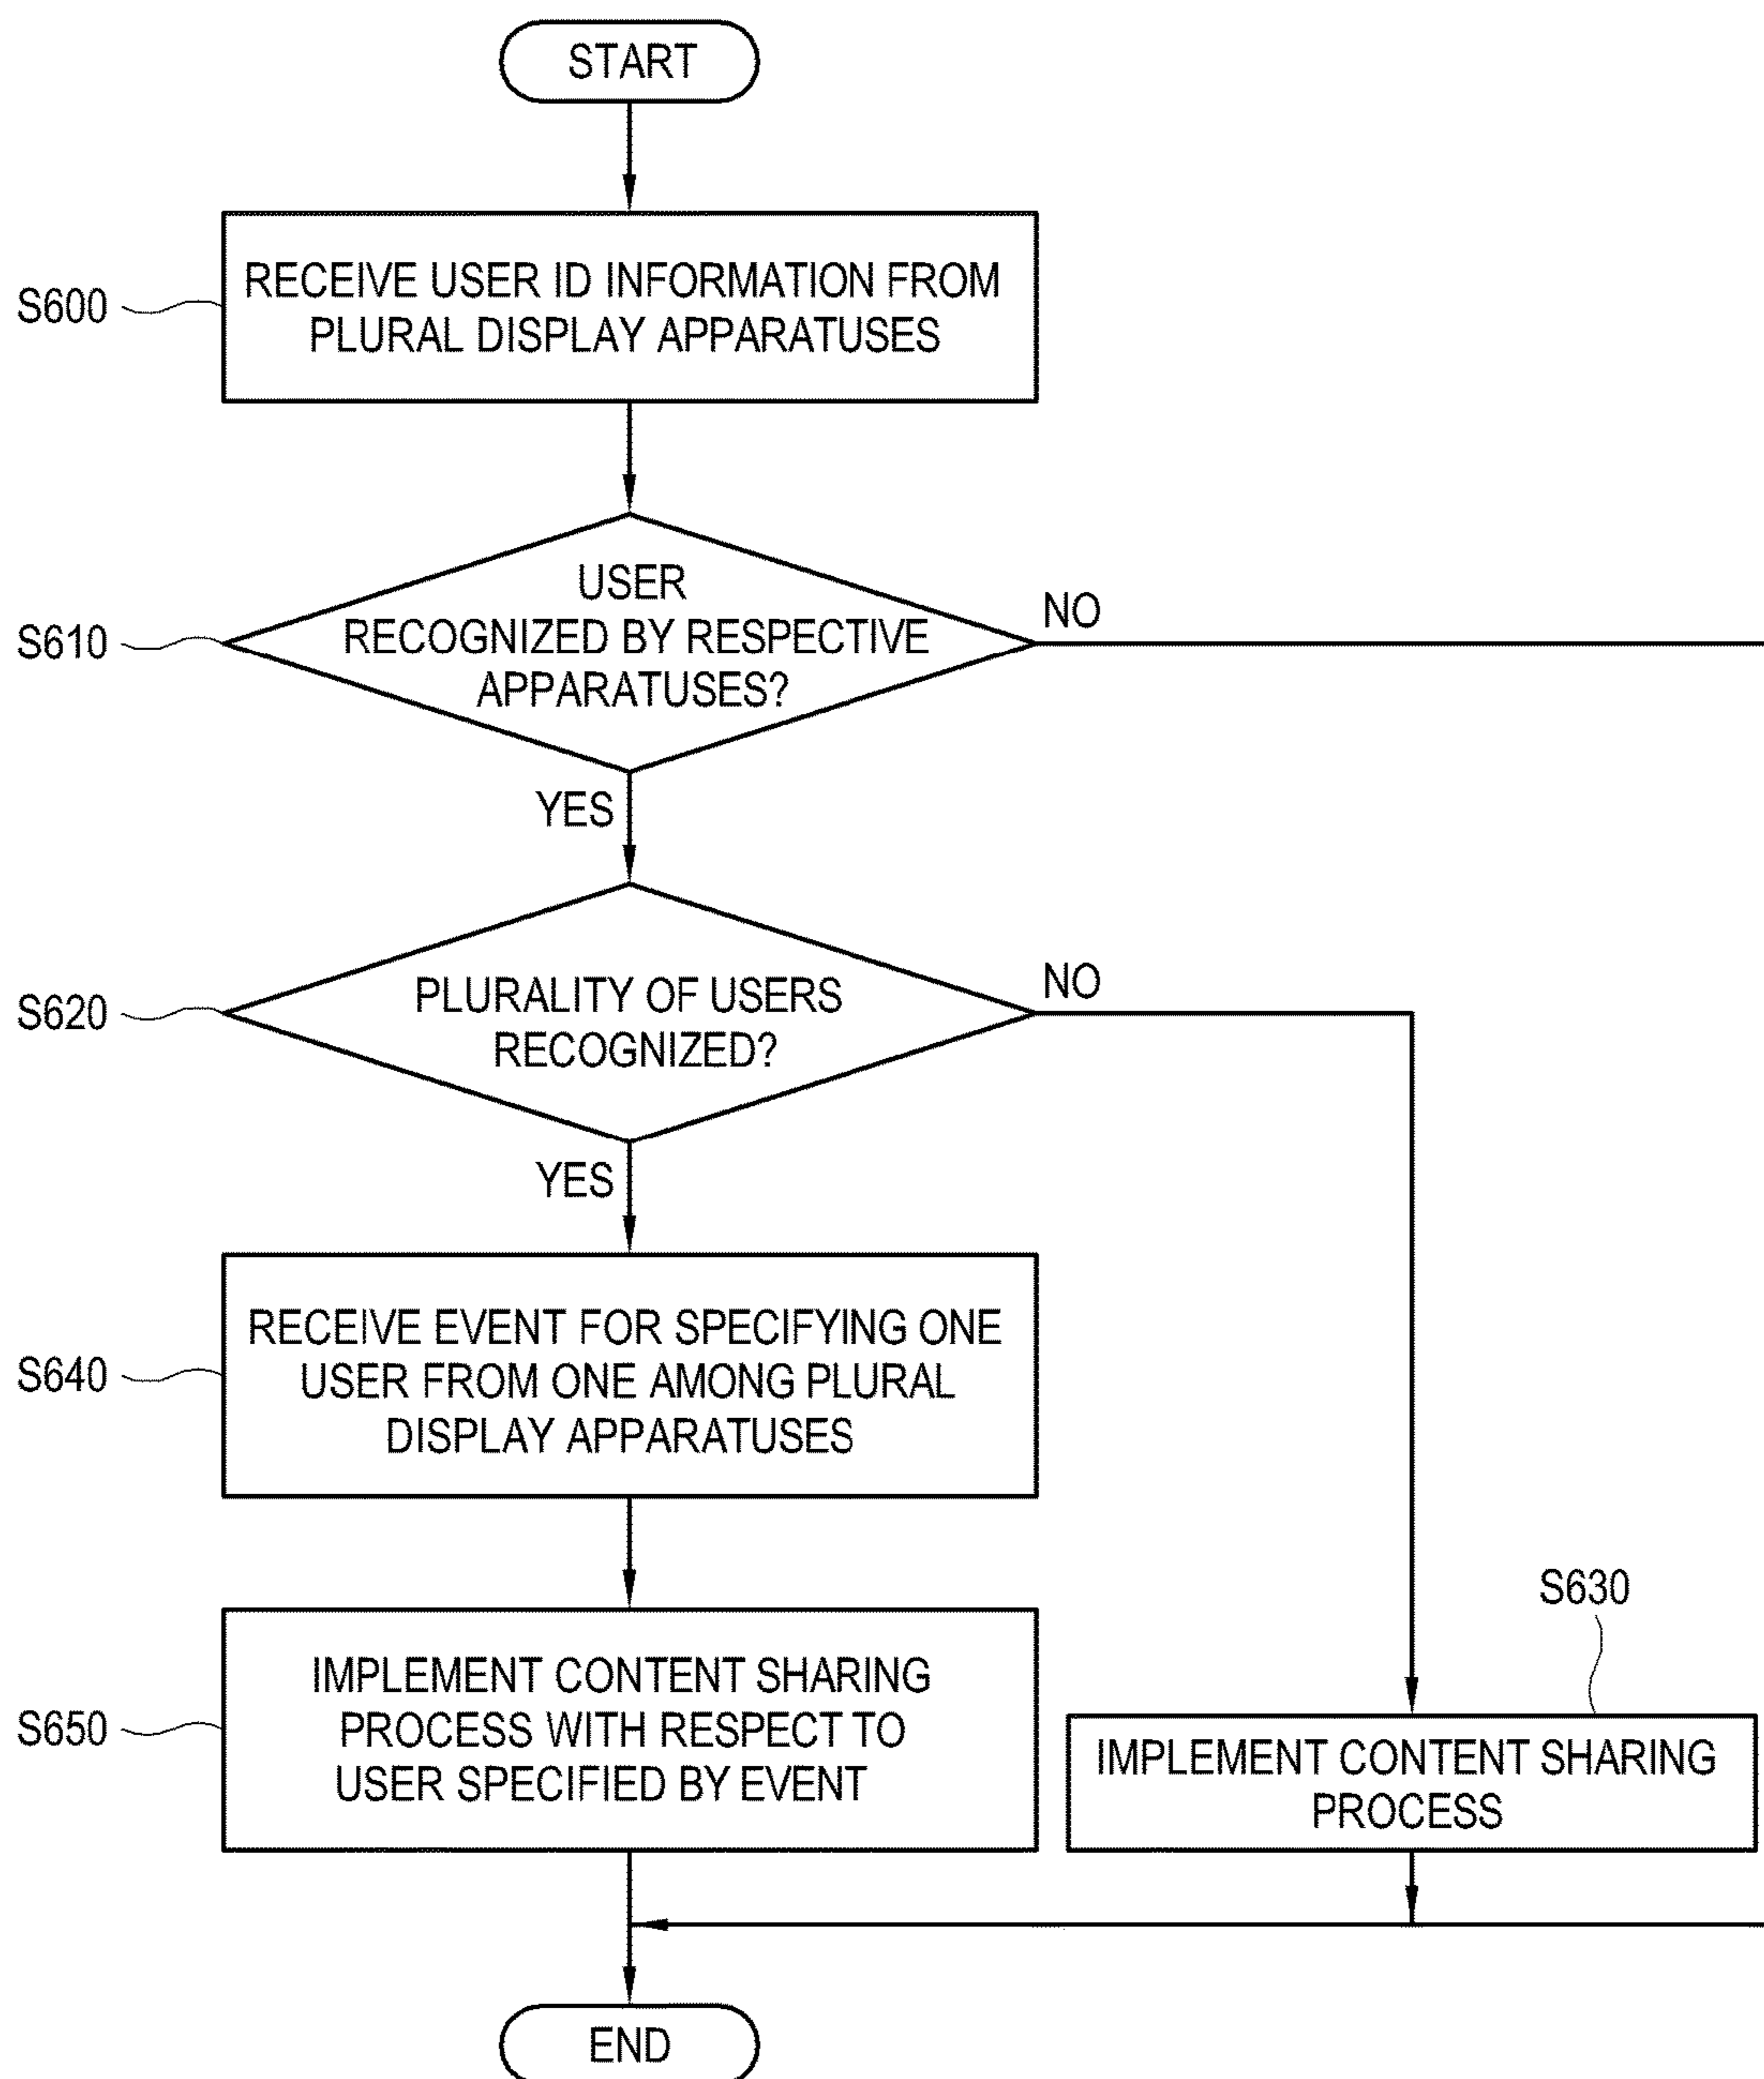 START
S600
RECEIVE USER ID INFORMATION FROM
PLURAL DISPLAY APPARATUSES
S610
USER
RECOGNIZED BY RESPECTIVE
APPARATUSES?
NO
YES
S620
PLURALITY OF USERS
RECOGNIZED?
NO
YES
S640
RECEIVE EVENT FOR SPECIFYING ONE
USER FROM ONE AMONG PLURAL
DISPLAY APPARATUSES
S630
S650
IMPLEMENT CONTENT SHARING
PROCESS WITH RESPECT TO
USER SPECIFIED BY EVENT
IMPLEMENT CONTENT SHARING
PROCESS
END